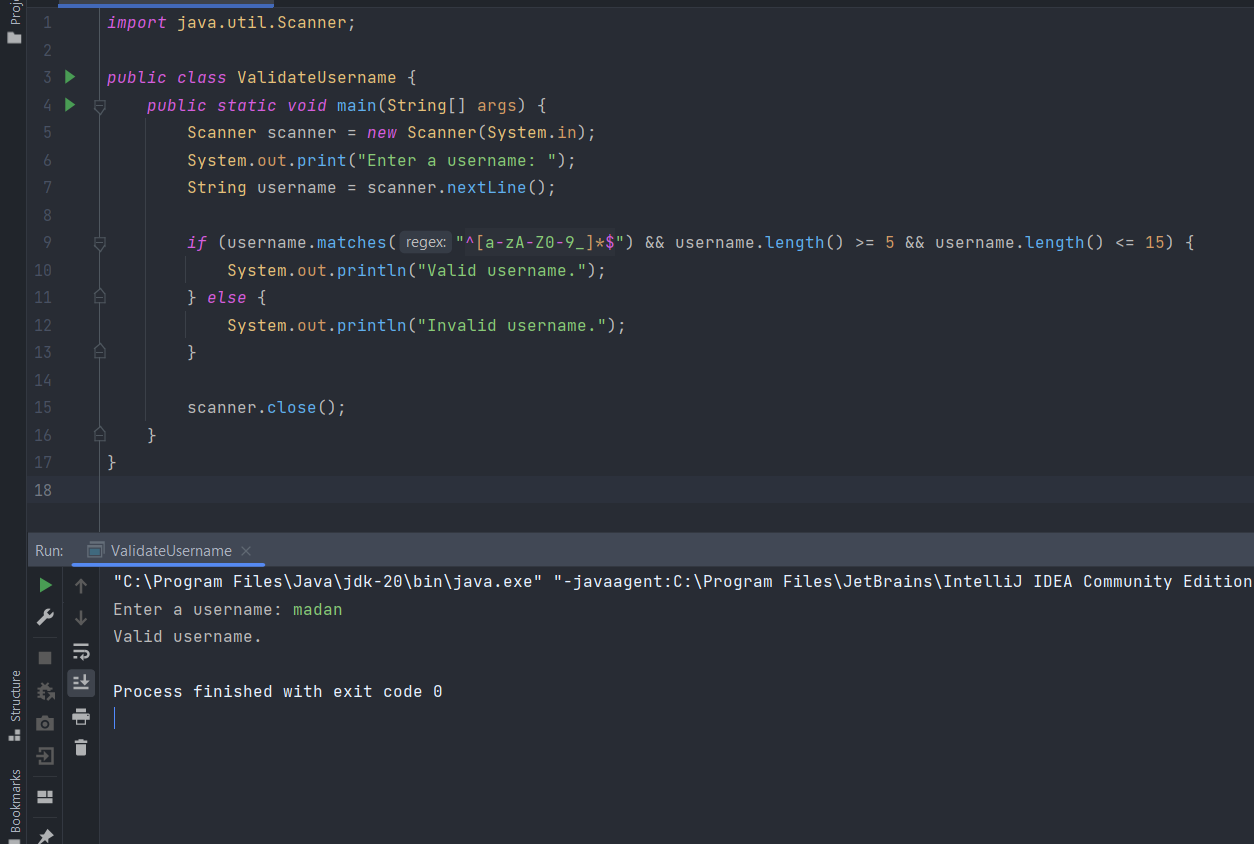 Proj
1 import java.util.Scanner;
2
3 public class ValidateUsername {
4 public static void main(String[] args) {
5 Scanner scanner = new Scanner(System.in);
6 System.out.print("Enter a username: ");
7 String username = scanner.nextLine();
8
9 if (username.matches( regex: "^[a-zA-Z0-9_]*$") && username.length() >= 5 && username.length() <= 15) {
10 System.out.println("Valid username.");
11 } else {
12 System.out.println("Invalid username.");
13 }
14
15 scanner.close();
16 }
17 }
18
Run: ValidateUsername ×
"C:\Program Files\Java\jdk-20\bin\java.exe" "-javaagent:C:\Program Files\JetBrains\IntelliJ IDEA Community Edition
Enter a username: madan
Valid username.
Process finished with exit code 0
Structure
Bookmarks